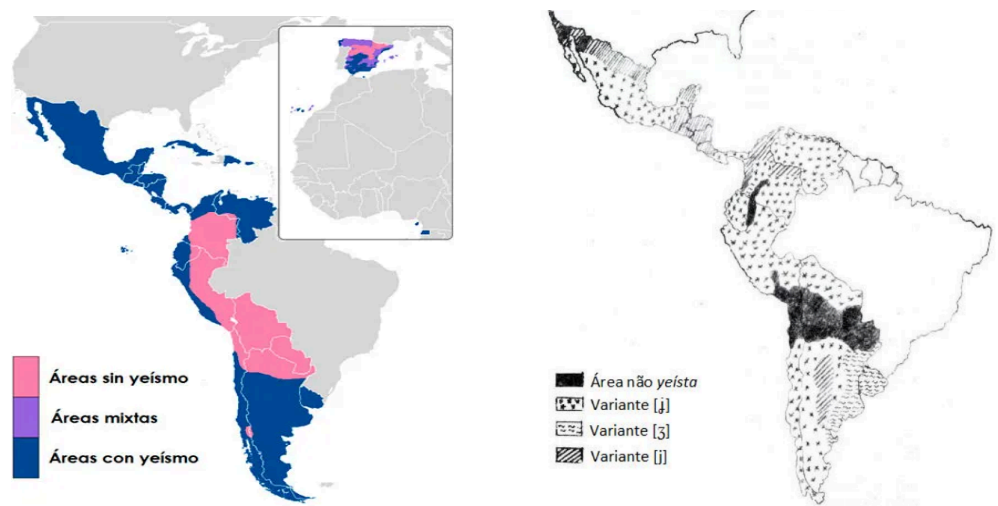 Áreas sin yeísmo
Áreas mixtas
Áreas con yeísmo
Área não yeísta
Variante [ɟ]
Variante [ʒ]
Variante [j]